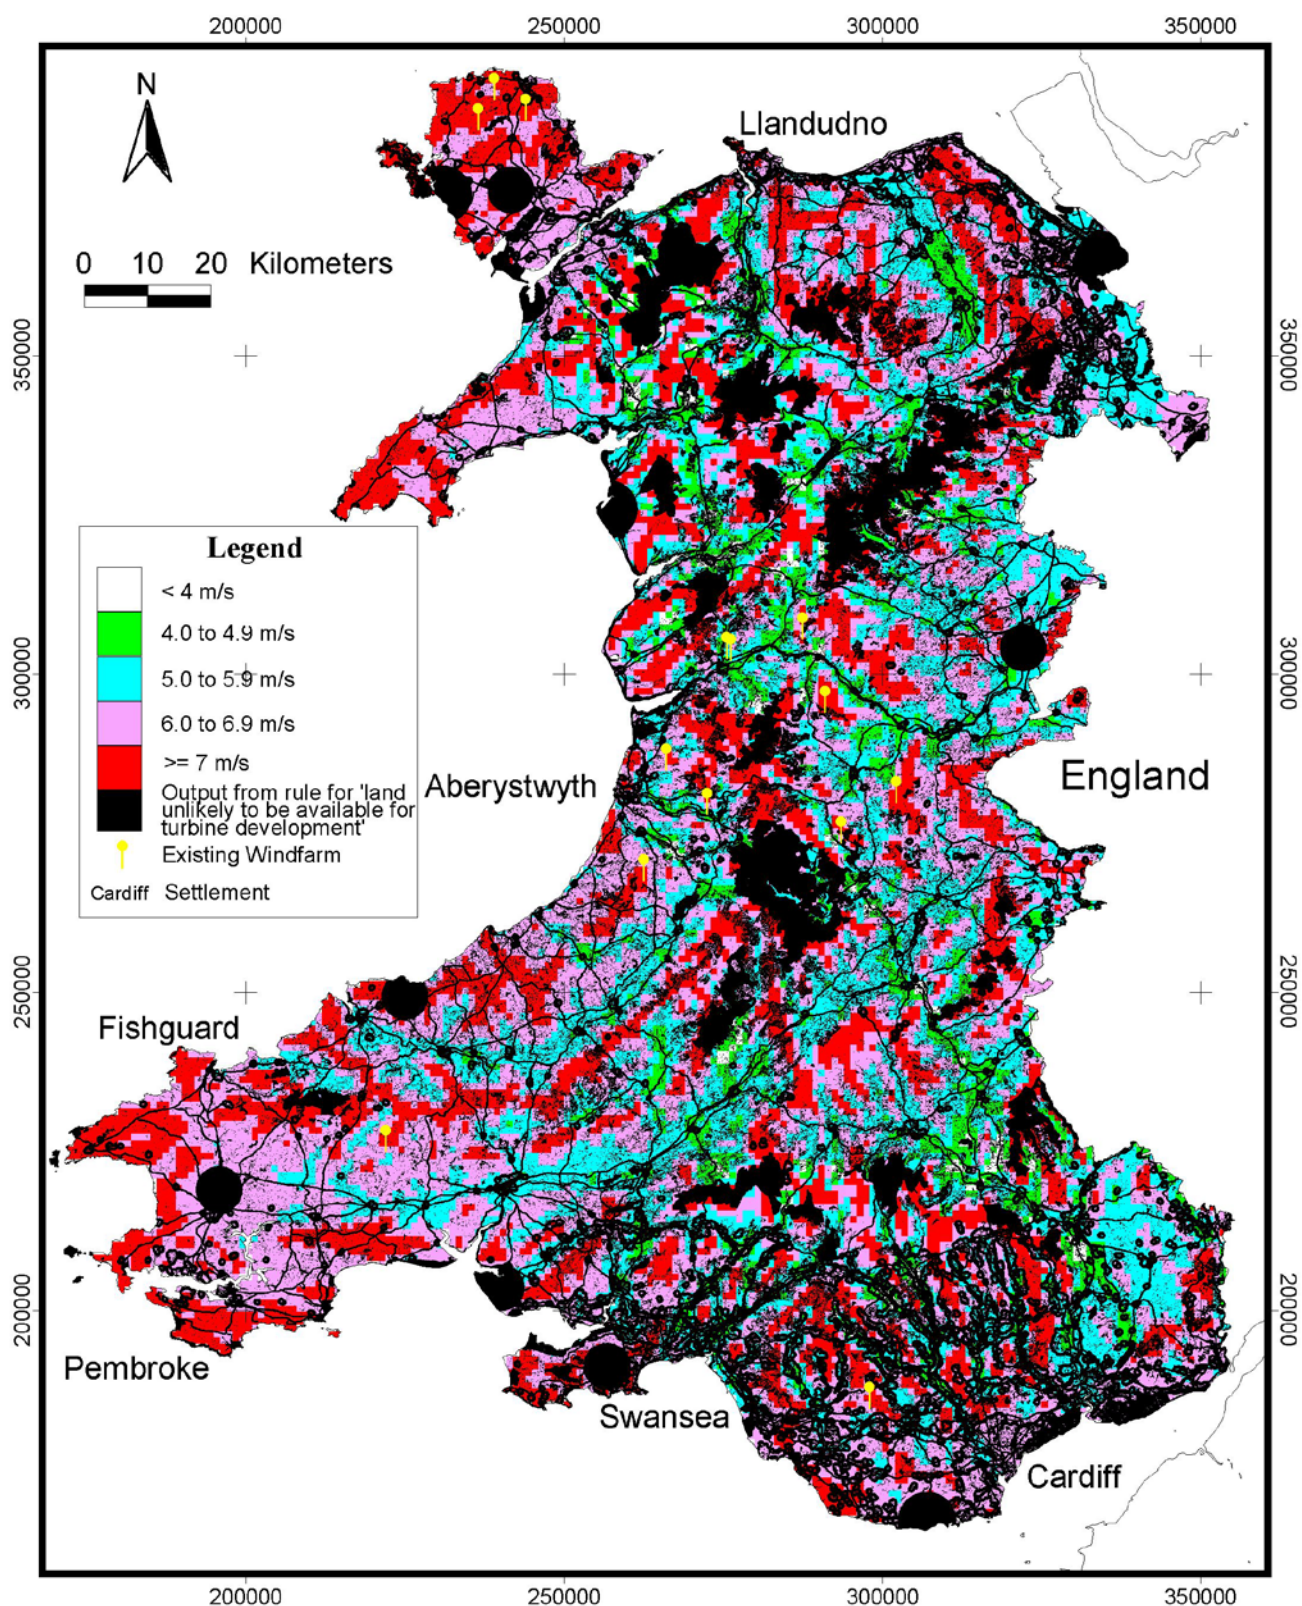 200000 250000 300000 350000
N
Llandudno
0 10 20 Kilometers
350000 350000
Legend
< 4 m/s
4.0 to 4.9 m/s
5.0 to 5.9 m/s
6.0 to 6.9 m/s
>= 7 m/s
Output from rule for 'land
unlikely to be available for
turbine development'
Existing Windfarm
Cardiff Settlement
300000 300000
Aberystwyth
England
250000 250000
Fishguard
200000 200000
Pembroke
Swansea
Cardiff
200000 250000 300000 350000